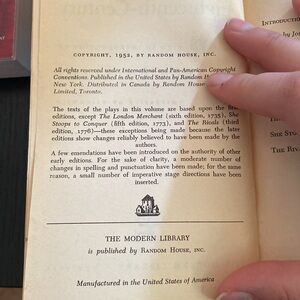 COPYRIGHT, 1952, BY RANDOM HOUSE, INC.
All rights reserved under International and Pan-American Copyright
Conventions. Published in the United States by Random
New York. Distributed in Canada by Random House
Limited, Toronto.
The texts of the plays in this volume are based upon the first
editions, except The London Merchant (sixth edition, 1735), She
Stoops to Conquer (fifth edition, 1773), and The Rivals (third
edition, 1776)—these exceptions being made because the later
editions show changes reliably believed to have been made by the
authors.
A few emendations have been introduced on the authority of other
early editions. For the sake of clarity, a moderate number of
changes in spelling and punctuation have been made; for the same
reason, a small number of imperative stage directions have been
inserted.
THE MODERN LIBRARY
is published by RANDOM HOUSE, INC.
Manufactured in the United States of America
INTRODUCTION
by
SHE
THE